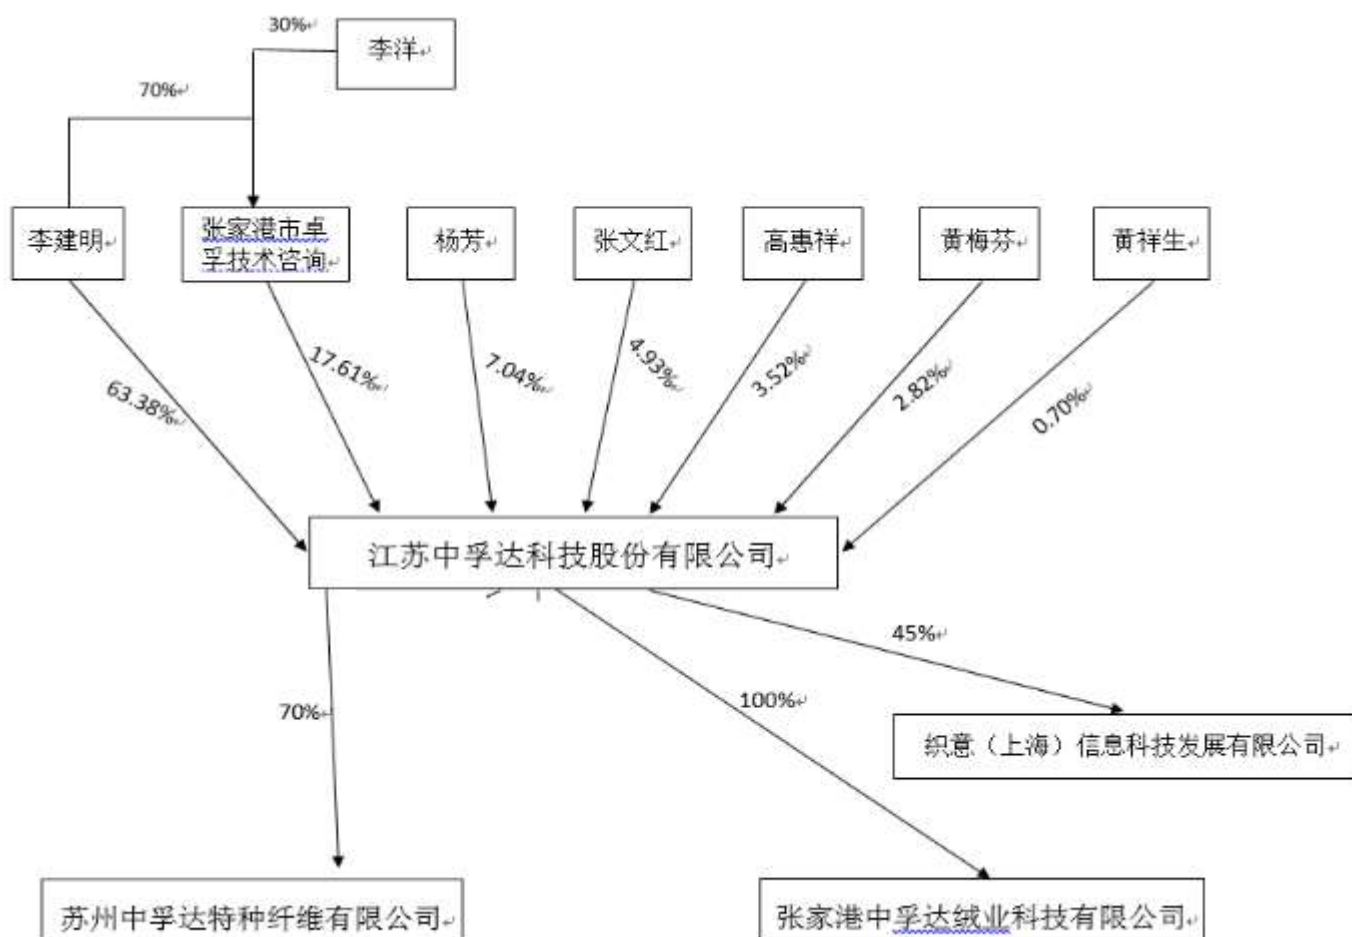 30%
李洋
70%
李建明
张家港市卓
孚技术咨询
杨芳
张文红
高惠祥
黄梅芬
黄祥生
63.38%
17.61%
7.04%
4.93%
3.52%
2.82%
0.70%
江苏中孚达科技股份有限公司
45%
70%
100%
织意（上海）信息科技发展有限公司
苏州中孚达特种纤维有限公司
张家港中孚达绒业科技有限公司